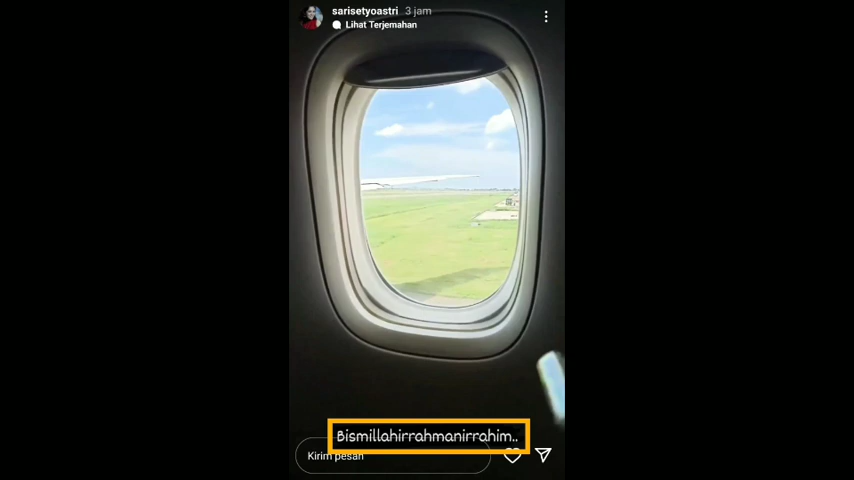 sarisetyoastri 3 jam
Lihat Terjemahan
Bismillahirrahmanirrahim..
Kirim pesan